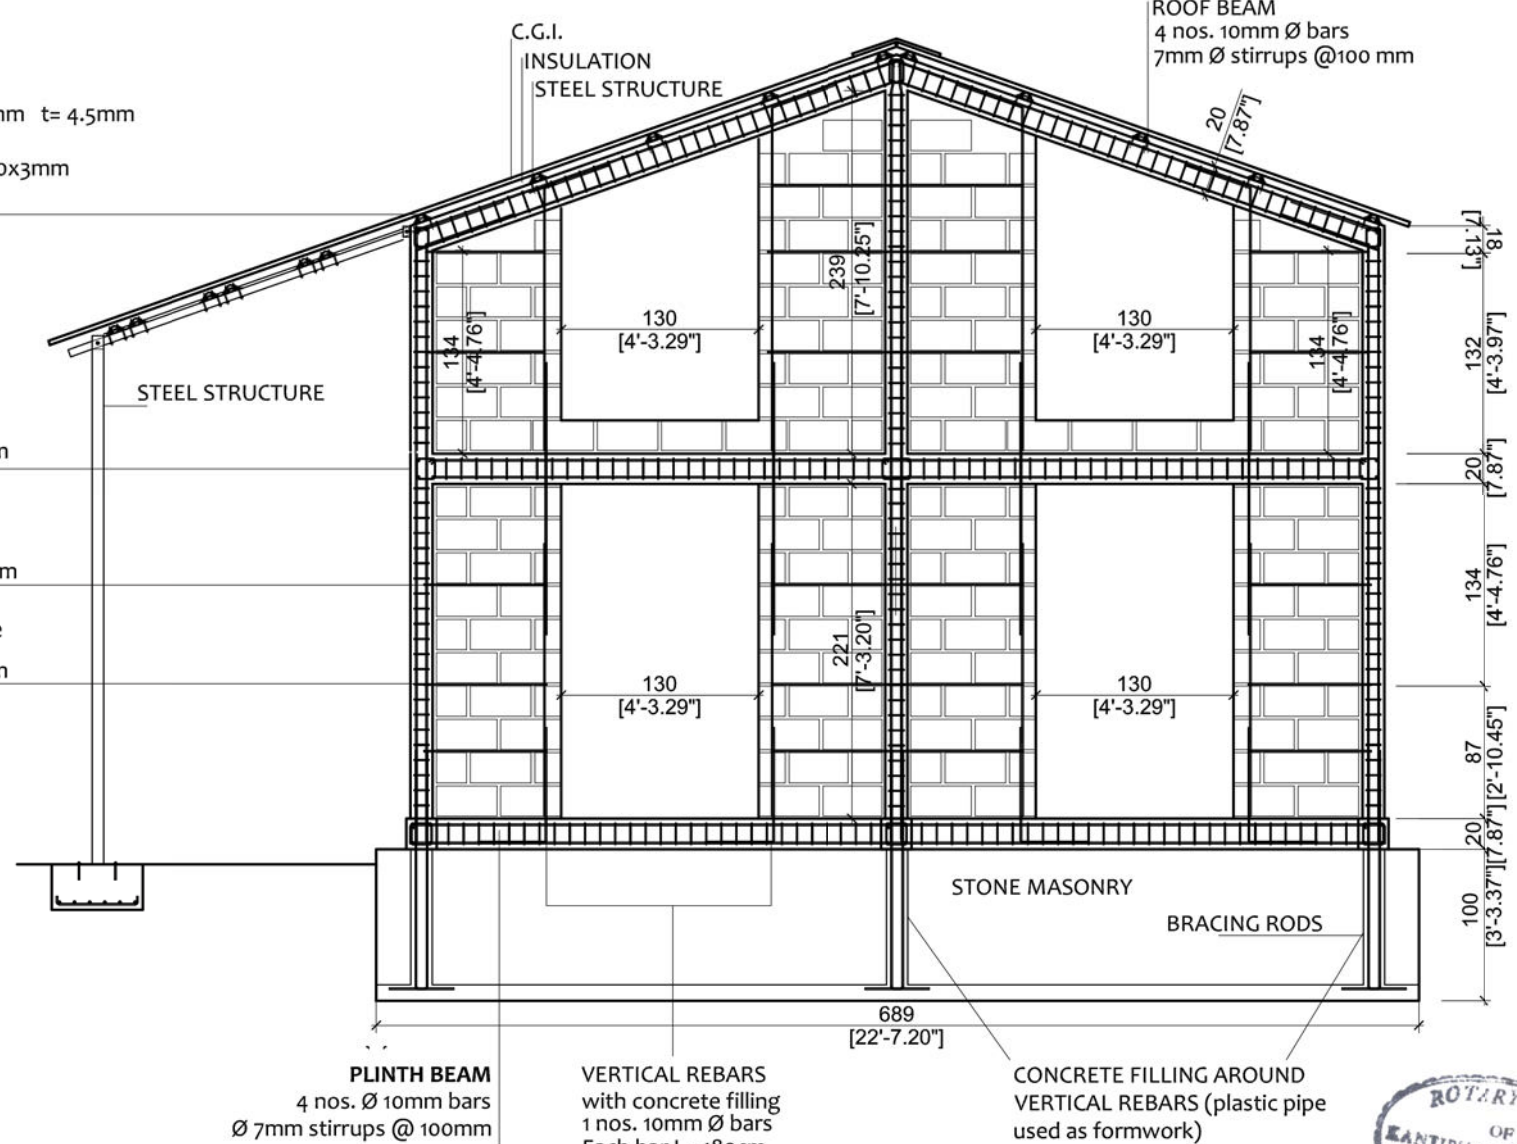 ROOF BEAM
4 nos. 10mm Ø bars
7mm Ø stirrups @100 mm
C.G.I.
INSULATION
STEEL STRUCTURE
t= 4.5mm
0x3mm
20
[7.87"]
18
[7.13"]
239
[7'-10.25"]
130
[4'-3.29"]
130
[4'-3.29"]
134
[4'-4.76"]
134
[4'-4.76"]
132
[4'-3.97"]
STEEL STRUCTURE
20
[7.87"]
134
[4'-4.76"]
221
[7'-3.20"]
130
[4'-3.29"]
130
[4'-3.29"]
87
[2'-10.45"]
20
[7.87"]
100
[3'-3.37"]
STONE MASONRY
BRACING RODS
689
[22'-7.20"]
PLINTH BEAM
4 nos. Ø 10mm bars
Ø 7mm stirrups @ 100mm
VERTICAL REBARS
with concrete filling
1 nos. 10mm Ø bars
CONCRETE FILLING AROUND
VERTICAL REBARS (plastic pipe
used as formwork)
ROTARY
OF